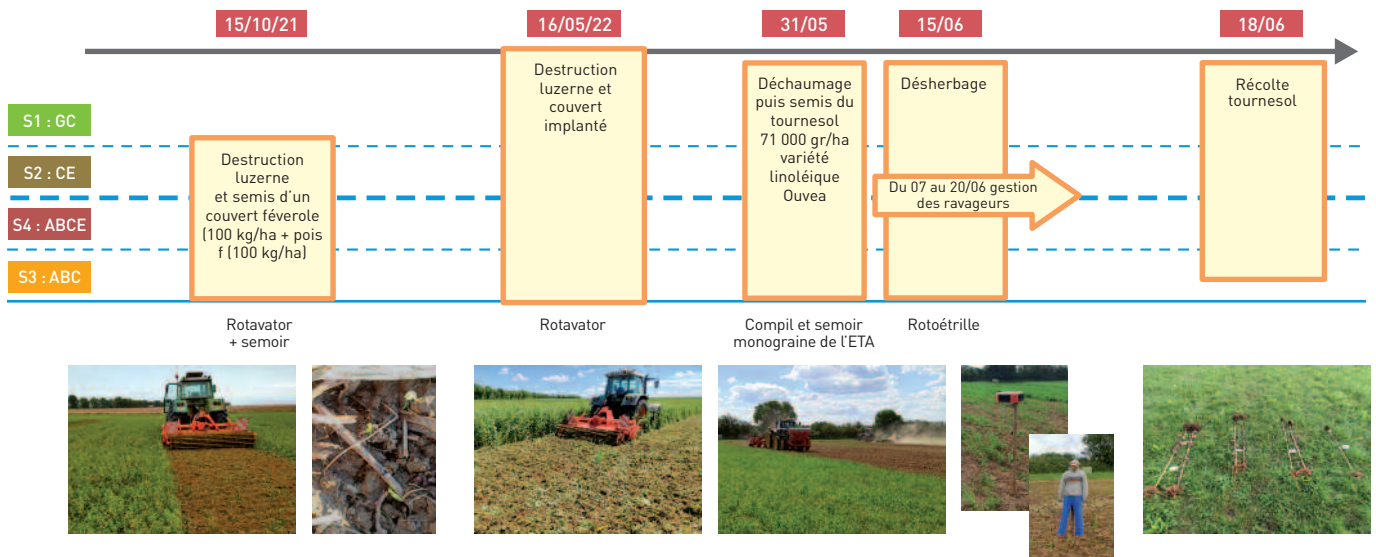 15/10/21
16/05/22
31/05
15/06
18/06
S1 : GC
S2 : CE
S4 : ABCE
S3 : ABC
Destruction
luzerne
et semis d'un
couvert féverole
(100 kg/ha + pois
f (100 kg/ha)
Destruction
luzerne et
couvert
implanté
Déchaumage
puis semis du
tournesol
71 000 gr/ha
variété
linoléique
Ouvea
Désherbage
Du 07 au 20/06 gestion
des ravageurs
Récolte
tournesol
Rotavator
+ semoir
Rotavator
Compil et semoir
monograine de l'ETA
Rotoétrille